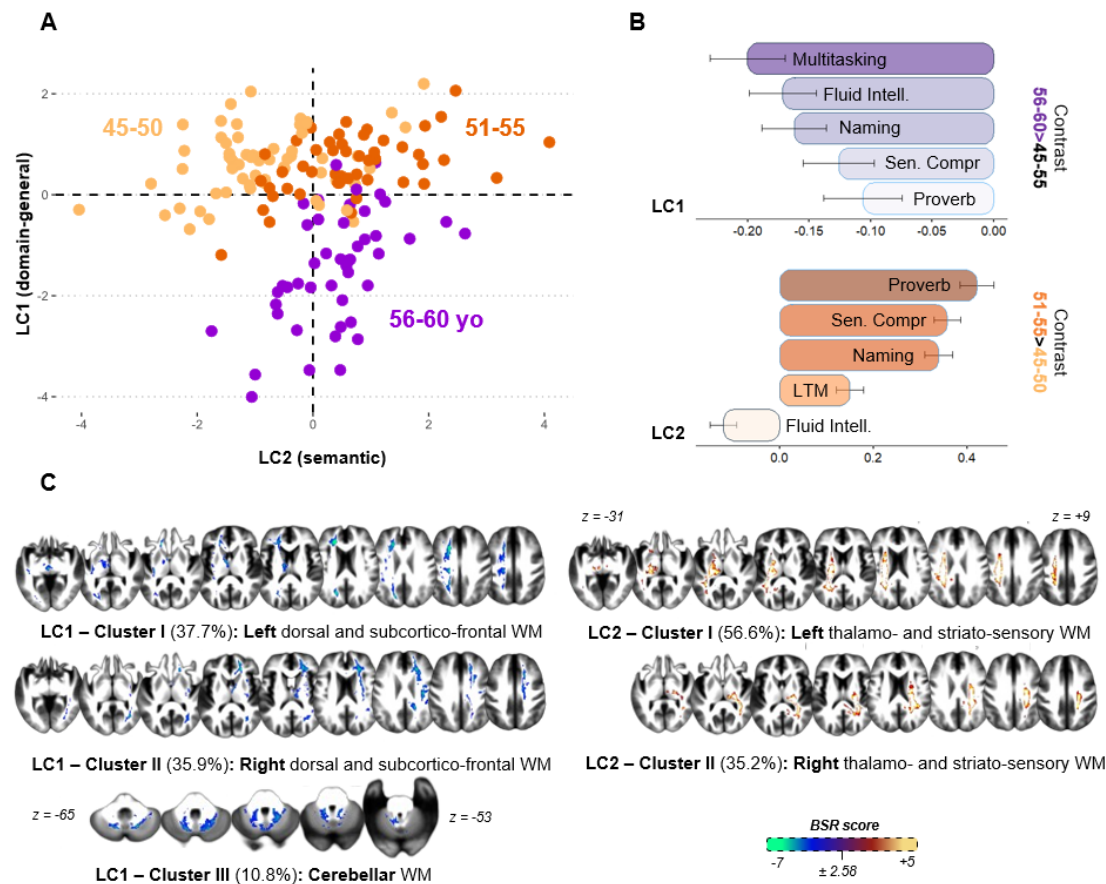 A
B
2
0
-2
-4
-4
-2
0
2
4
LC1 (domain-general)
LC2 (semantic)
45-50
51-55
56-60 yo
Multitasking
Fluid Intell.
Naming
Sen. Compr
Proverb
LC1
-0.20
-0.15
-0.10
-0.05
0.00
Contrast
56-60>45-55
Proverb
Sen. Compr
Naming
LTM
Fluid Intell.
LC2
0.0
0.2
0.4
Contrast
51-55>45-50
C
z = -31
z = +9
LC1 – Cluster I (37.7%): Left dorsal and subcortico-frontal WM
LC2 – Cluster I (56.6%): Left thalamo- and striato-sensory WM
LC1 – Cluster II (35.9%): Right dorsal and subcortico-frontal WM
LC2 – Cluster II (35.2%): Right thalamo- and striato-sensory WM
z = -65
z = -53
LC1 – Cluster III (10.8%): Cerebellar WM
BSR score
-7
+5
± 2.58